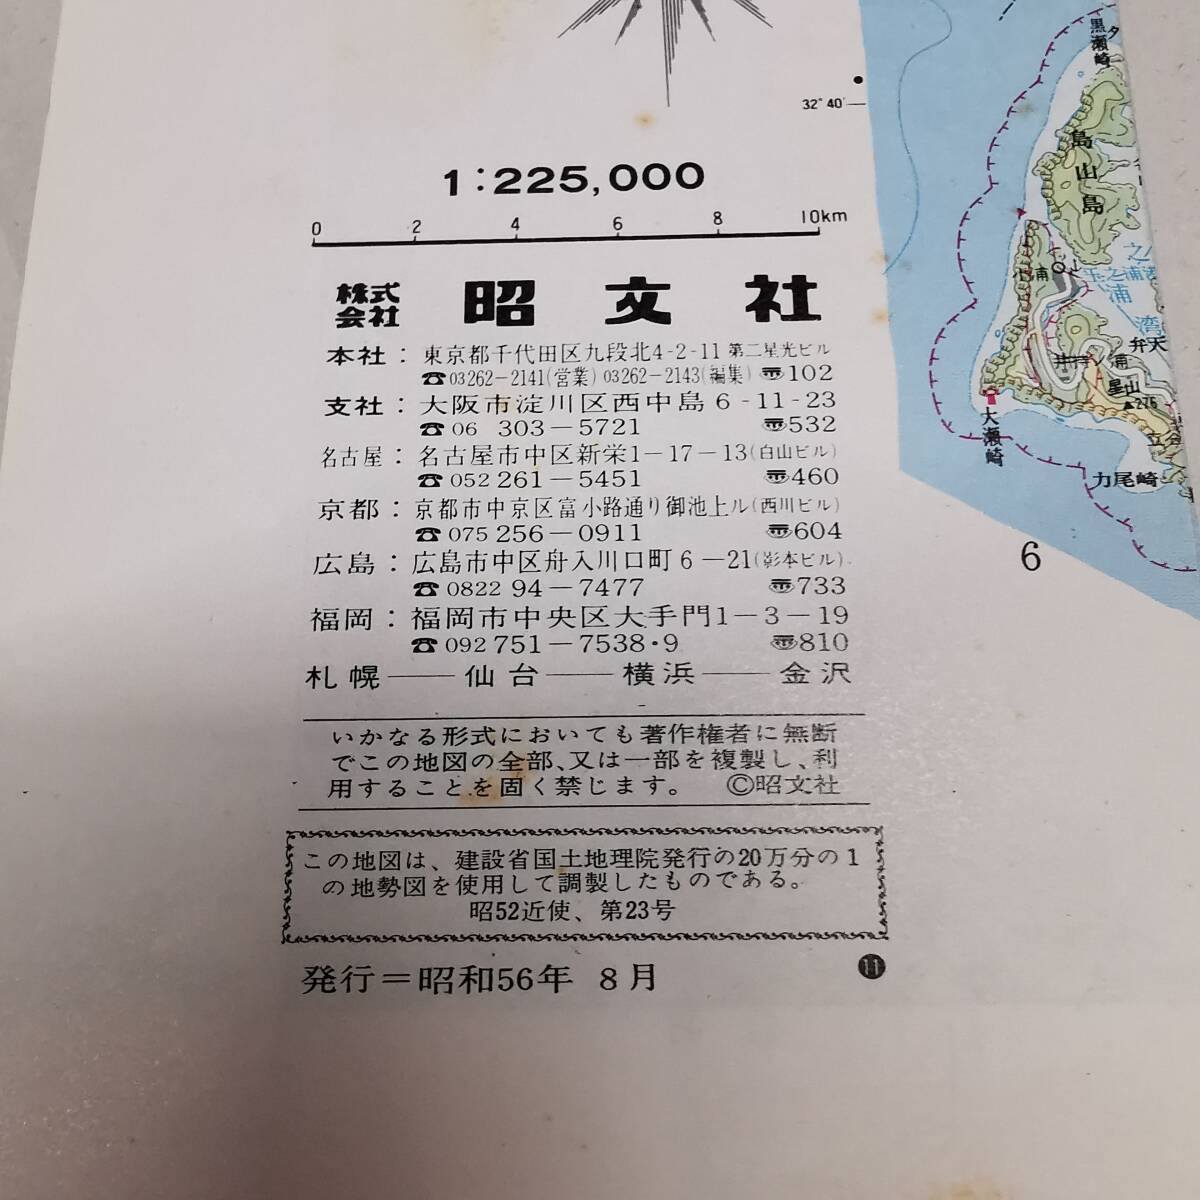 32°40′
1:225,000
0 2 4 6 8 10km
株式会社 昭文社
本社: 東京都千代田区九段北4-2-11 第二星光ビル
☎03262-2141(営業) 03262-2143(編集) 〠102
支社: 大阪市淀川区西中島6-11-23
☎06 303-5721 〠532
名古屋: 名古屋市中区新栄1-17-13(白山ビル)
☎052 261-5451 〠460
京都: 京都市中京区富小路通り御池上ル(西川ビル)
☎075 256-0911 〠604
広島: 広島市中区舟入川口町6-21(影本ビル)
☎0822 94-7477 〠733
福岡: 福岡市中央区大手門1-3-19
☎092 751-7538・9 〠810
札幌――仙台――横浜――金沢
いかなる形式においても著作権者に無断
でこの地図の全部、又は一部を複製し、利
用することを固く禁じます。 ©昭文社
この地図は、建設省国土地理院発行の20万分の1
の地勢図を使用して調製したものである。
昭52近使、第23号
発行=昭和56年 8月
⓫
黒瀬崎
島山島
玉之浦
玉之浦湾
弁天
井持浦
大瀬崎
276
力尾崎
6